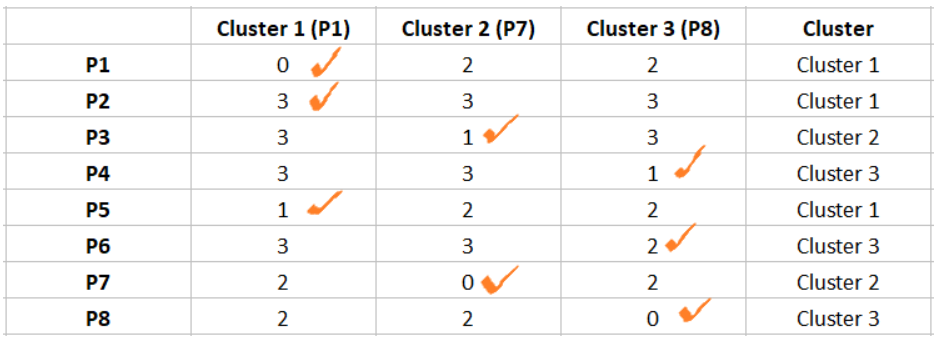 Cluster 1 (P1) Cluster 2 (P7) Cluster 3 (P8) Cluster
P1 0 2 2 Cluster 1
P2 3 3 3 Cluster 1
P3 3 1 3 Cluster 2
P4 3 3 1 Cluster 3
P5 1 2 2 Cluster 1
P6 3 3 2 Cluster 3
P7 2 0 2 Cluster 2
P8 2 2 0 Cluster 3